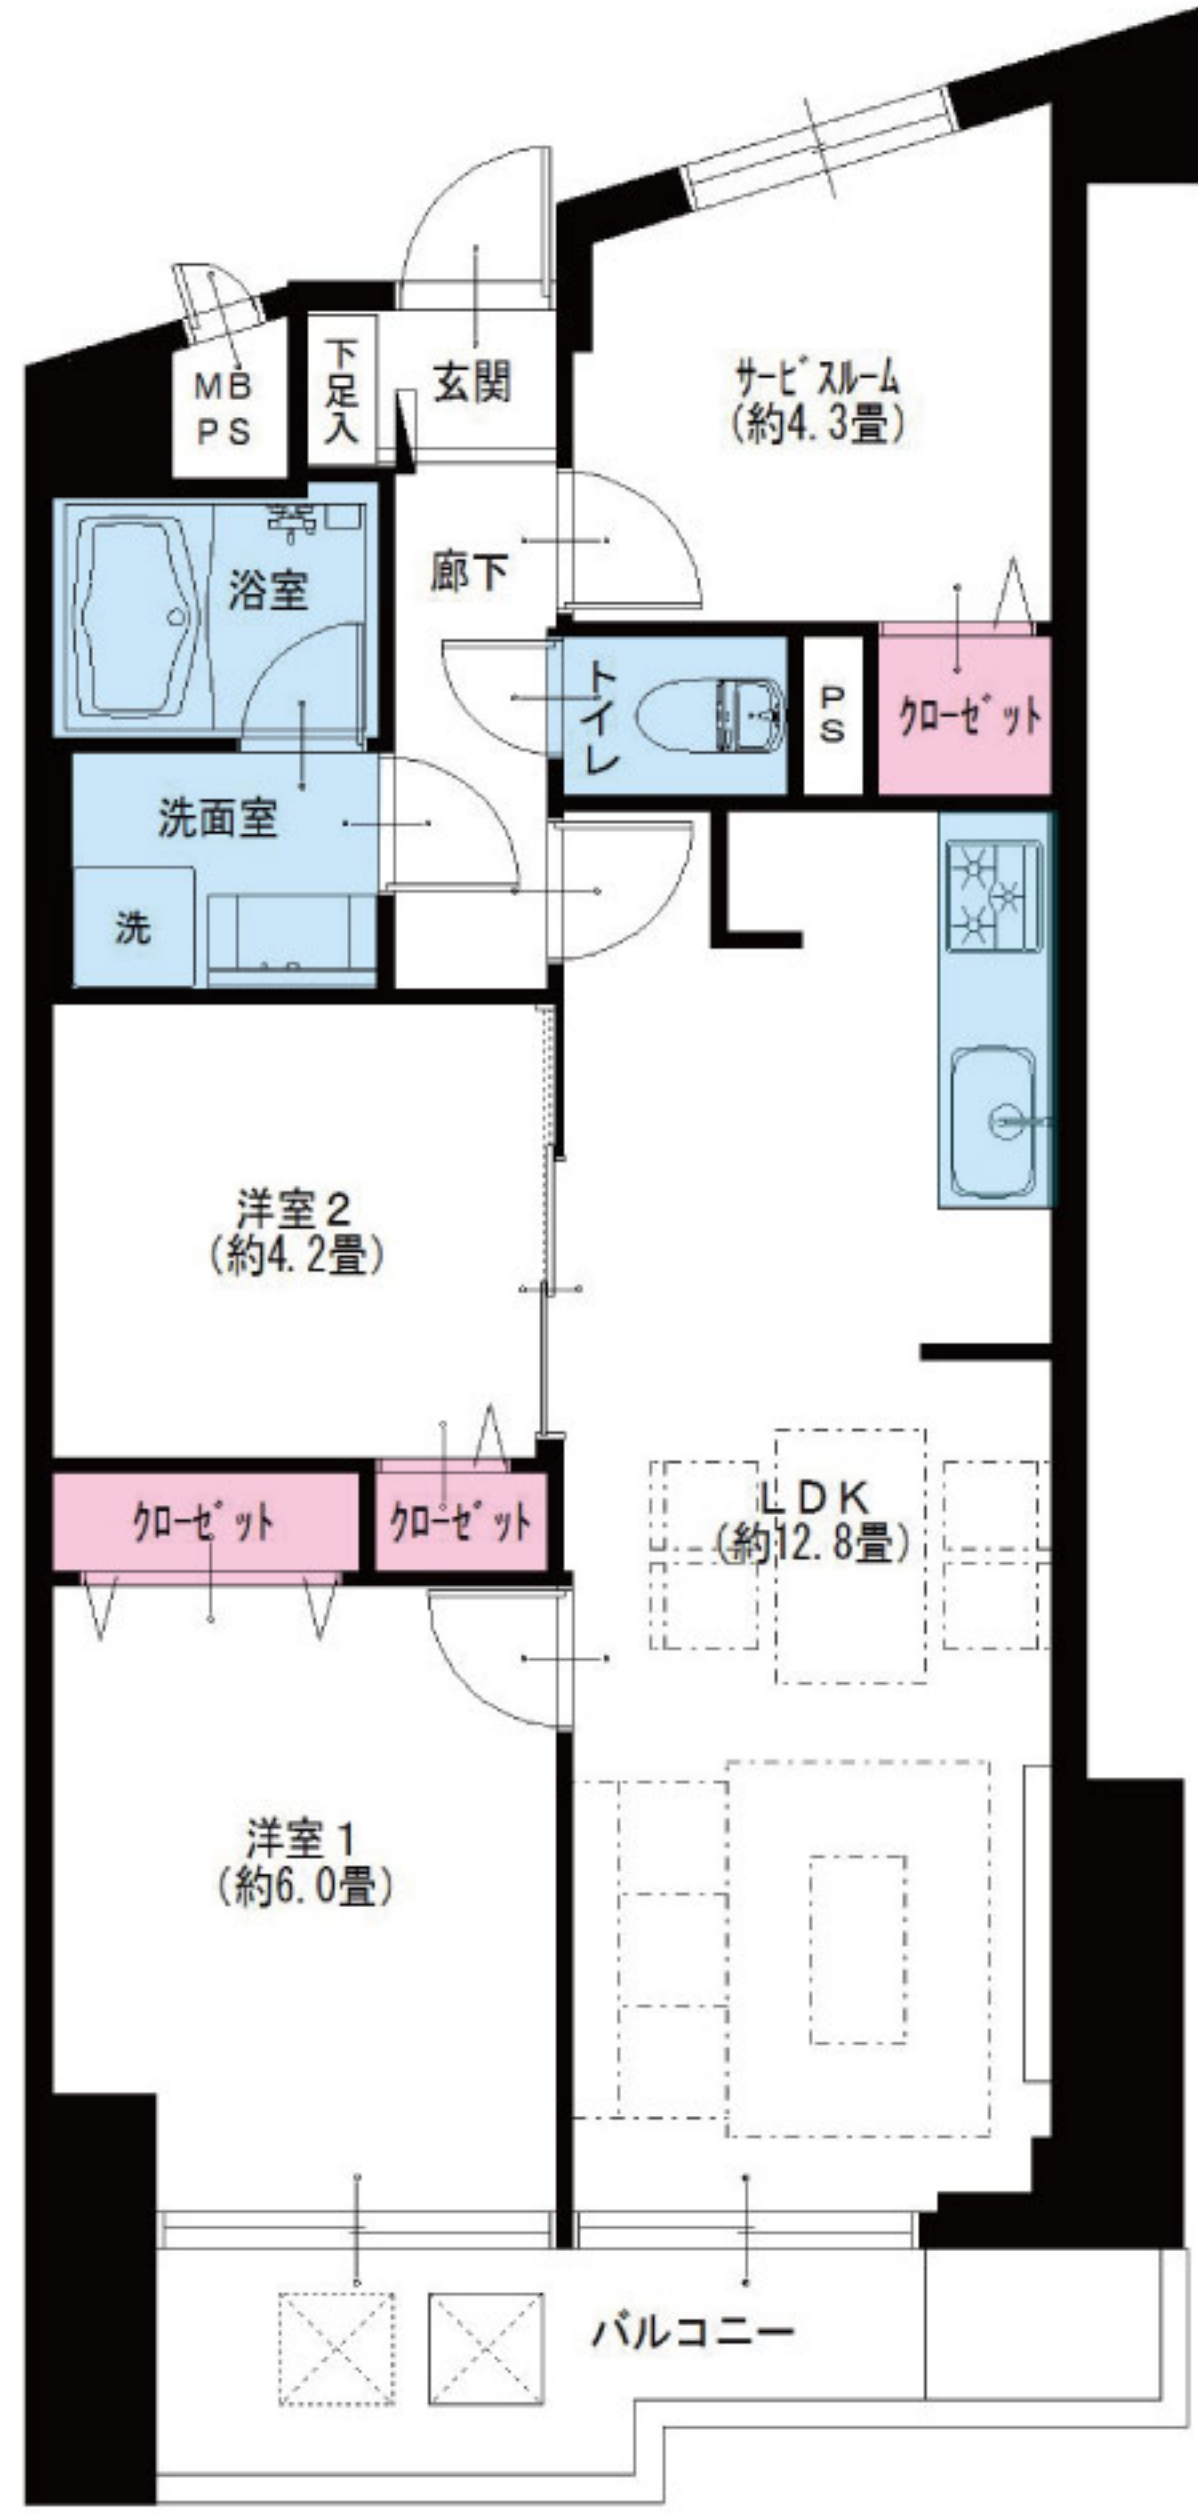 MB
PS
下足入
玄関
ｻｰﾋﾞｽﾙｰﾑ
(約4.3畳)
浴室
廊下
トイレ
PS
ｸﾛｰｾﾞｯﾄ
洗面室
洗
洋室2
(約4.2畳)
ｸﾛｰｾﾞｯﾄ
ｸﾛｰｾﾞｯﾄ
LDK
(約12.8畳)
洋室1
(約6.0畳)
バルコニー